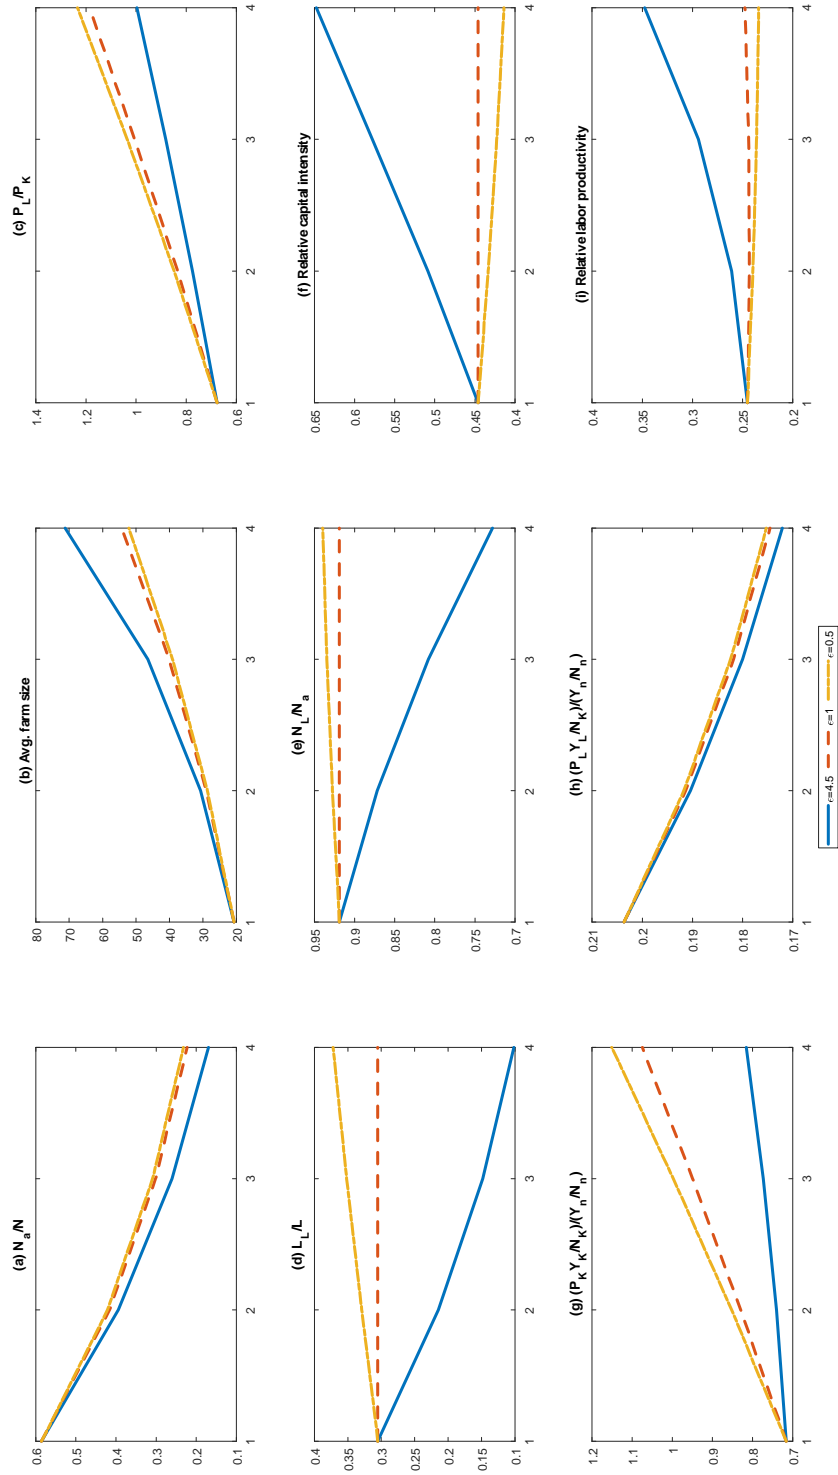 (a) N_a/N
0.6
0.5
0.4
0.3
0.2
0.1
1 2 3 4
(b) Avg. farm size
80
70
60
50
40
30
20
1 2 3 4
(c) P_L/P_K
1.4
1.2
1
0.8
0.6
1 2 3 4
(d) L_L/L
0.4
0.35
0.3
0.25
0.2
0.15
0.1
1 2 3 4
(e) N_L/N_a
0.95
0.9
0.85
0.8
0.75
0.7
1 2 3 4
(f) Relative capital intensity
0.65
0.6
0.55
0.5
0.45
0.4
1 2 3 4
(g) (P_K Y_K/N_K)/(Y_n/N_n)
1.2
1.1
1
0.9
0.8
0.7
1 2 3 4
(h) (P_L Y_L/N_K)/(Y_n/N_n)
0.21
0.2
0.19
0.18
0.17
1 2 3 4
(i) Relative labor productivity
0.4
0.35
0.3
0.25
0.2
1 2 3 4
ϵ=4.5 ϵ=1 ϵ=0.5